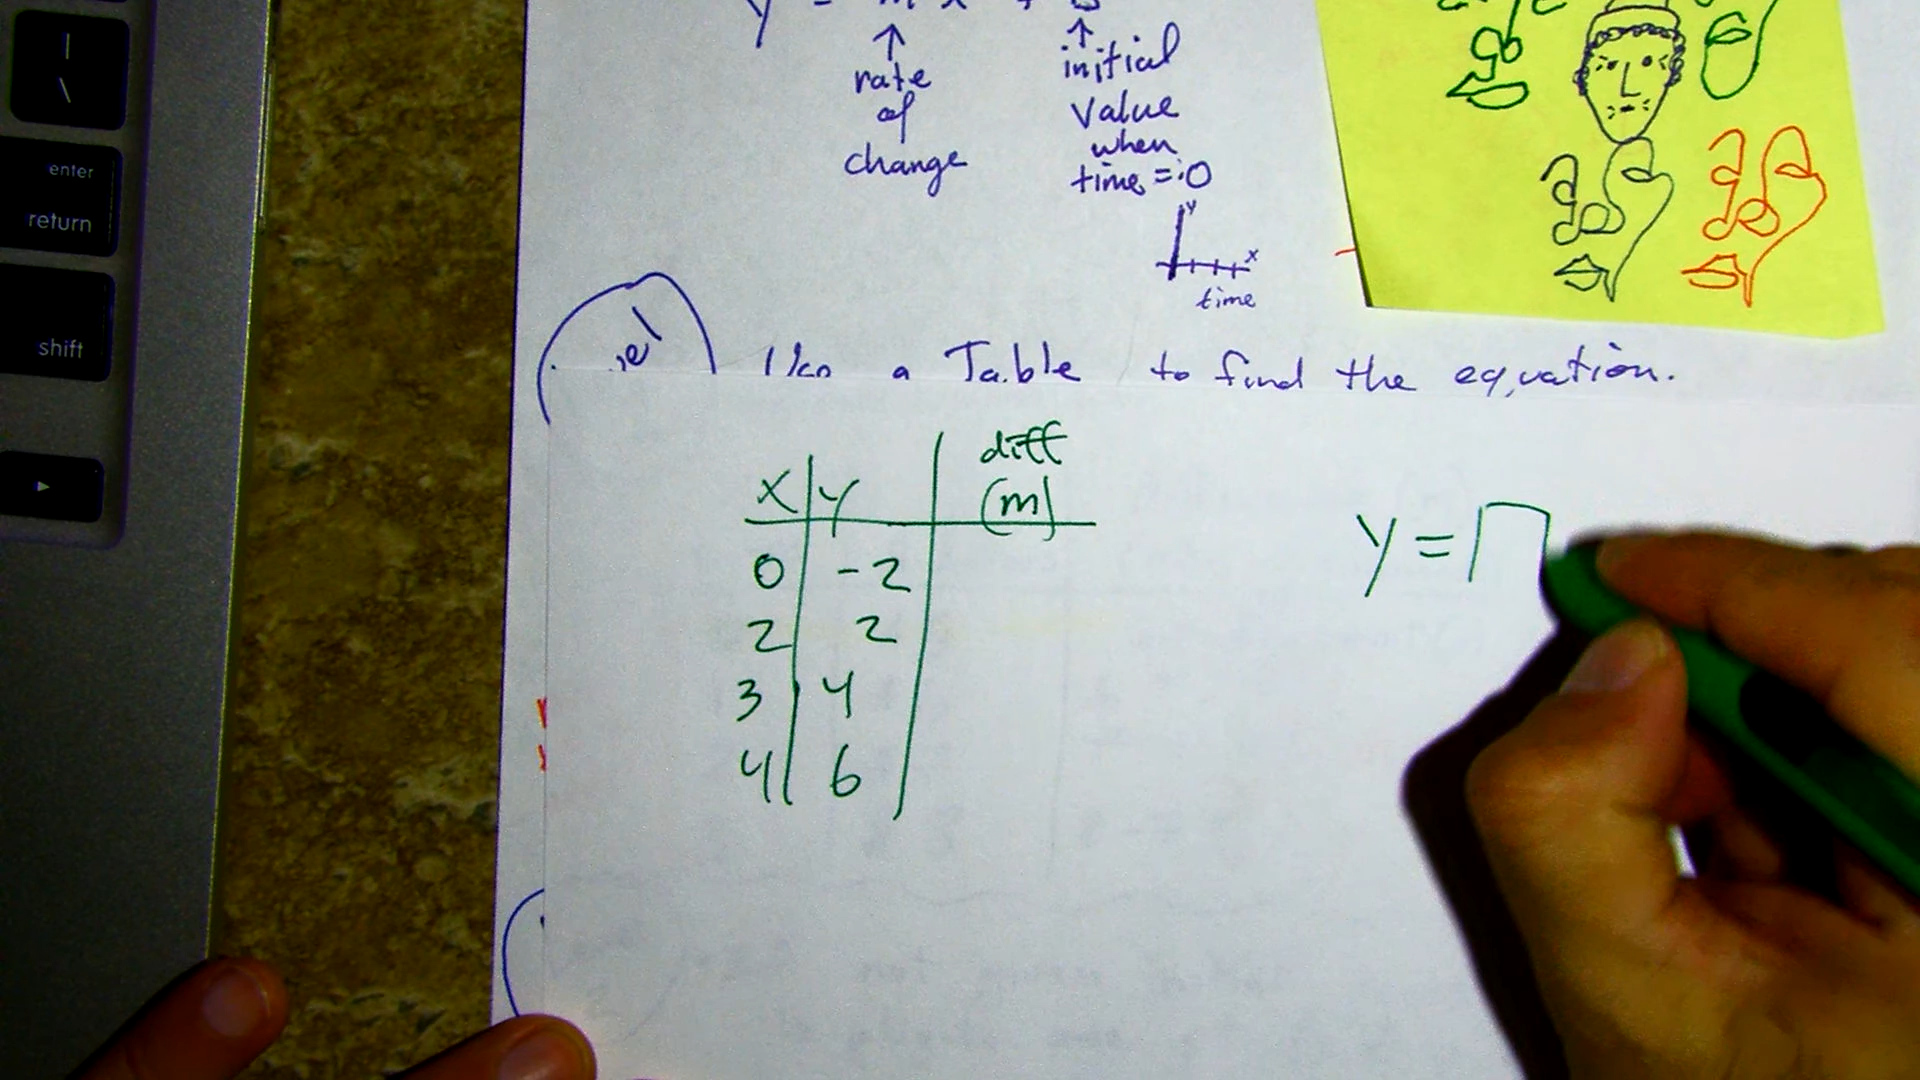 |
\
enter
return
shift
y = m x +
rate
of
change
initial
value
when
time = 0
y
x
time
Use a Table to find the equation.
x y diff (m)
0 -2
2 2
3 4
4 6
y =